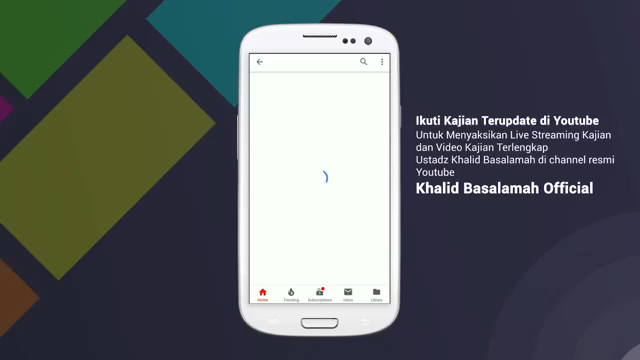 Ikuti Kajian Terupdate di Youtube
Untuk Menyaksikan Live Streaming Kajian
dan Video Kajian Terlengkap
Ustadz Khalid Basalamah di channel resmi
Youtube
Khalid Basalamah Official
Home Trending Subscriptions Inbox Library